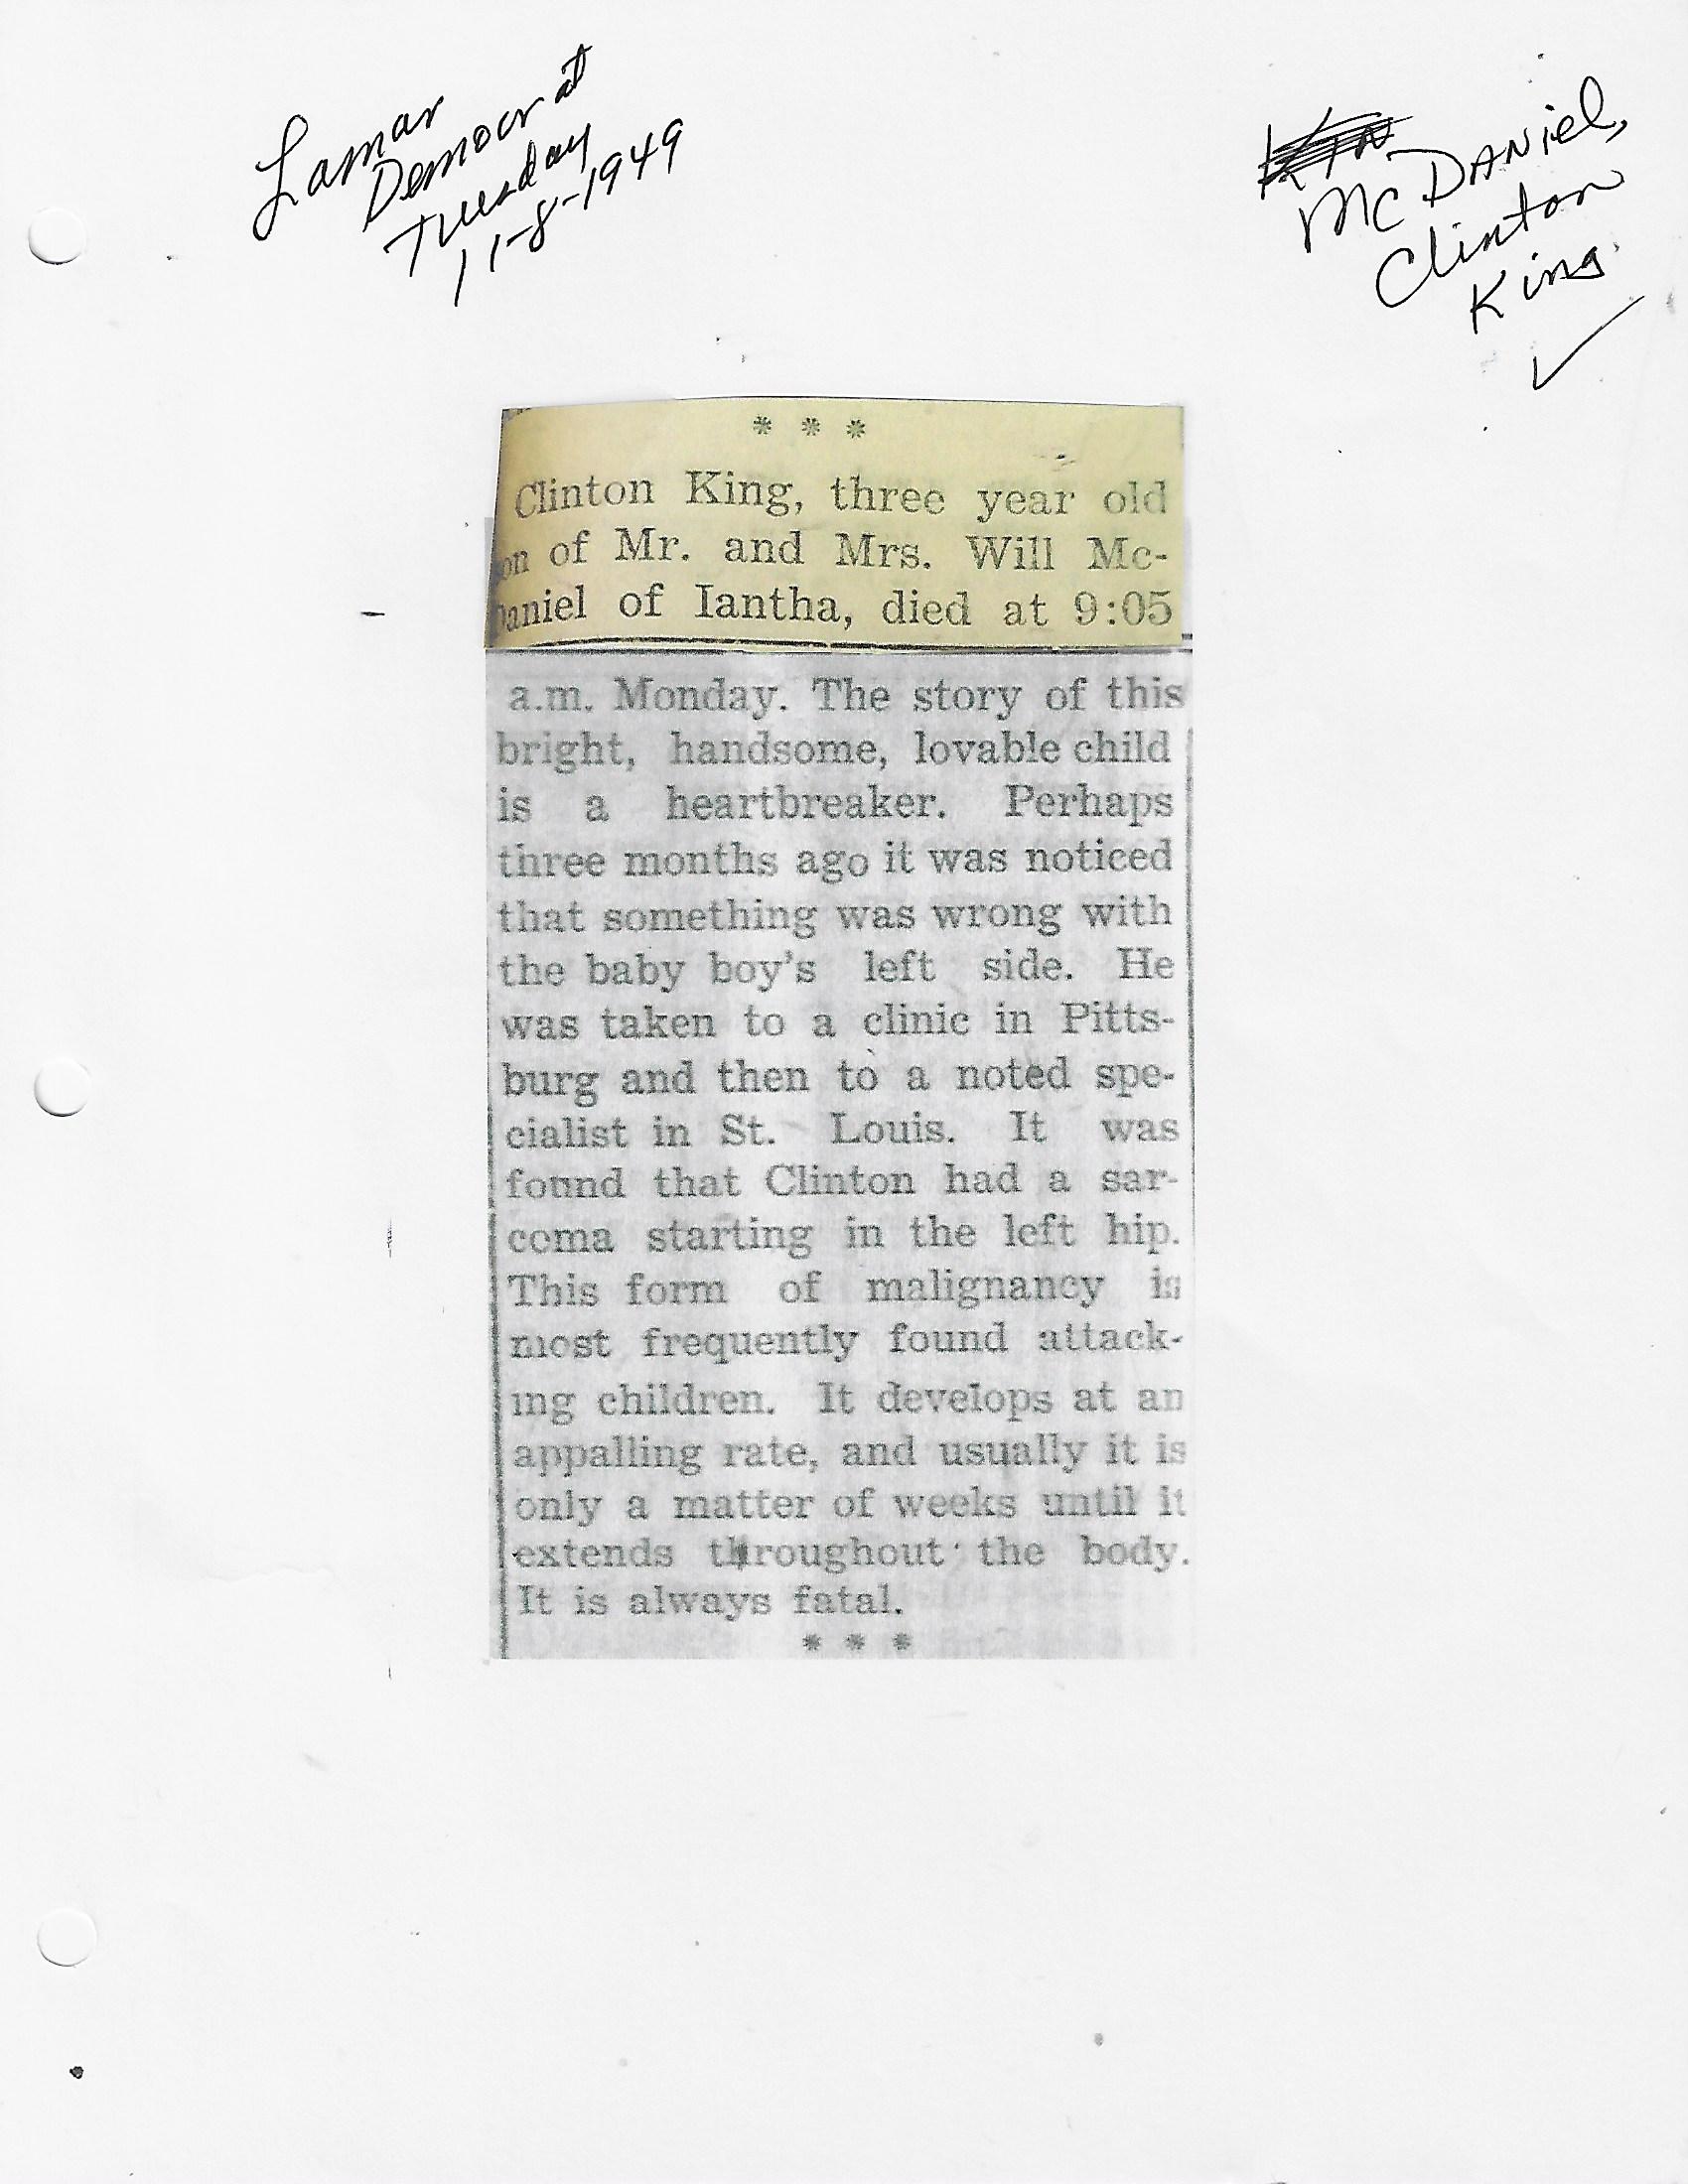 Lamar
Democrat
Tuesday
11-8-1949
McDaniel,
Clinton
King.
* * *
Clinton King, three year old
on of Mr. and Mrs. Will Mc-
Daniel of Iantha, died at 9:05
a.m. Monday. The story of this
bright, handsome, lovable child
is a heartbreaker. Perhaps
three months ago it was noticed
that something was wrong with
the baby boy's left side. He
was taken to a clinic in Pitts-
burg and then to a noted spe-
cialist in St. Louis. It was
found that Clinton had a sar-
coma starting in the left hip.
This form of malignancy is
most frequently found attack-
ing children. It develops at an
appalling rate, and usually it is
only a matter of weeks until it
extends throughout the body.
It is always fatal.
* * *